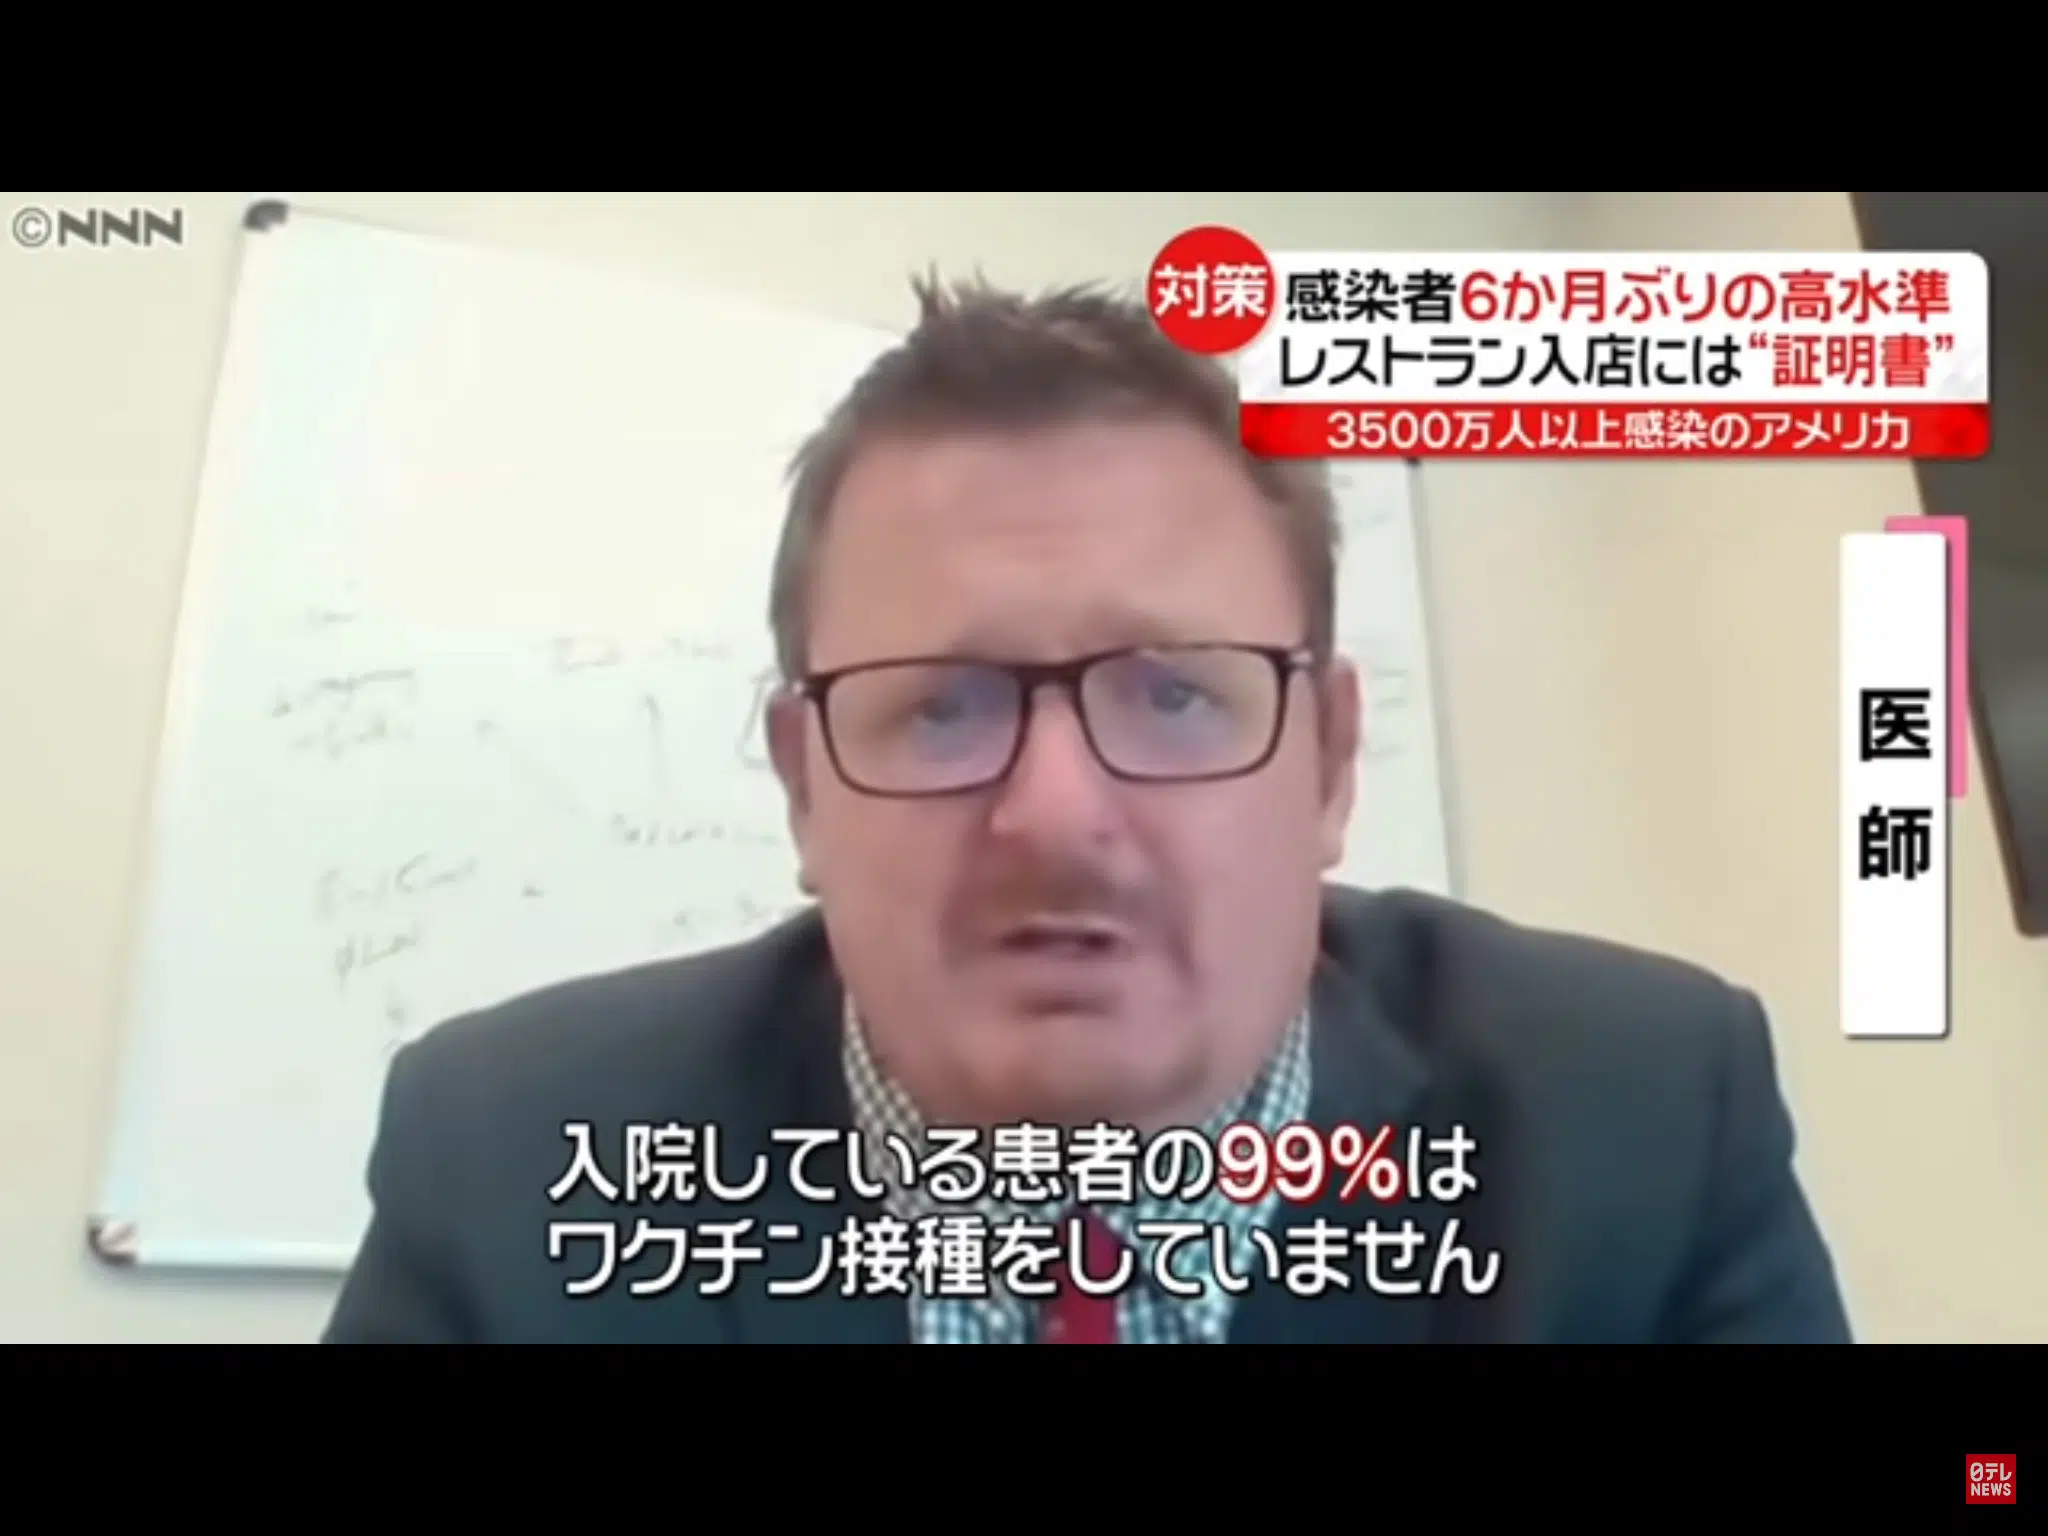 ©NNN
対策
感染者6か月ぶりの高水準
レストラン入店には“証明書”
3500万人以上感染のアメリカ
医師
入院している患者の99%は
ワクチン接種をしていません
日テレ
NEWS